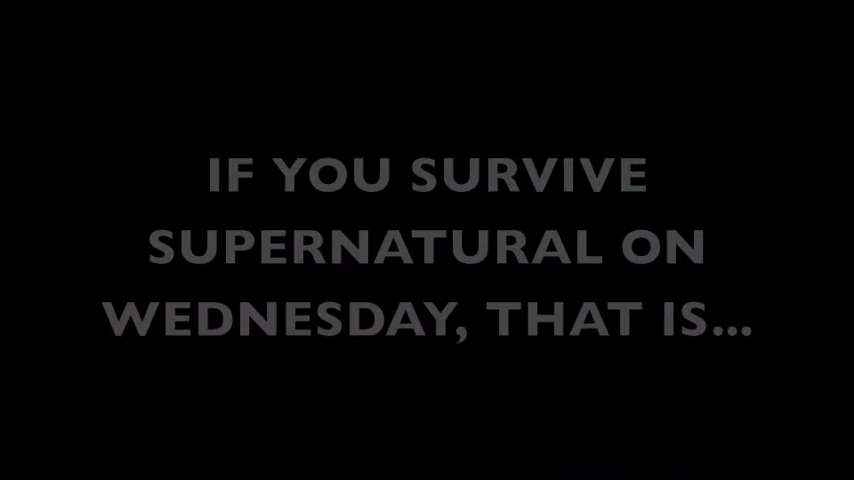 IF YOU SURVIVE
SUPERNATURAL ON
WEDNESDAY, THAT IS...